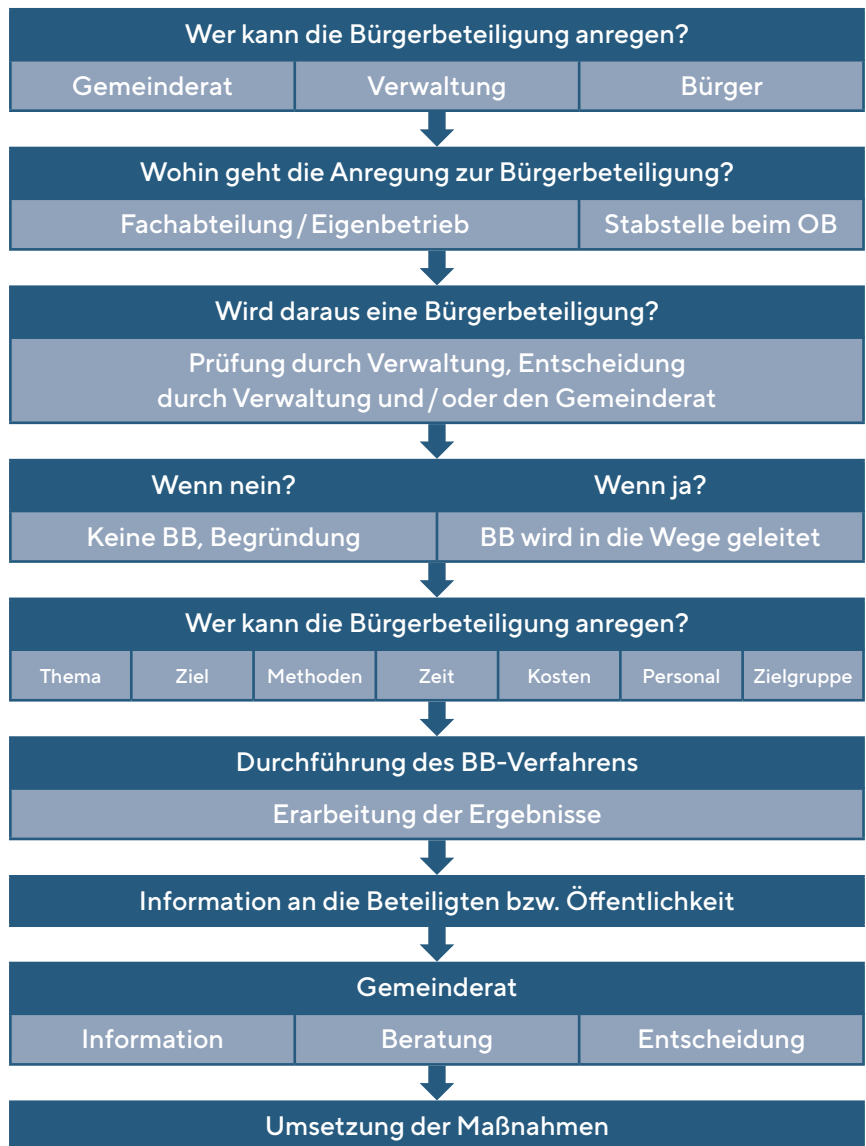 Wer kann die Bürgerbeteiligung anregen?
Gemeinderat Verwaltung Bürger
Wohin geht die Anregung zur Bürgerbeteiligung?
Fachabteilung / Eigenbetrieb Stabstelle beim OB
Wird daraus eine Bürgerbeteiligung?
Prüfung durch Verwaltung, Entscheidung
durch Verwaltung und / oder den Gemeinderat
Wenn nein? Wenn ja?
Keine BB, Begründung BB wird in die Wege geleitet
Wer kann die Bürgerbeteiligung anregen?
Thema Ziel Methoden Zeit Kosten Personal Zielgruppe
Durchführung des BB-Verfahrens
Erarbeitung der Ergebnisse
Information an die Beteiligten bzw. Öffentlichkeit
Gemeinderat
Information Beratung Entscheidung
Umsetzung der Maßnahmen